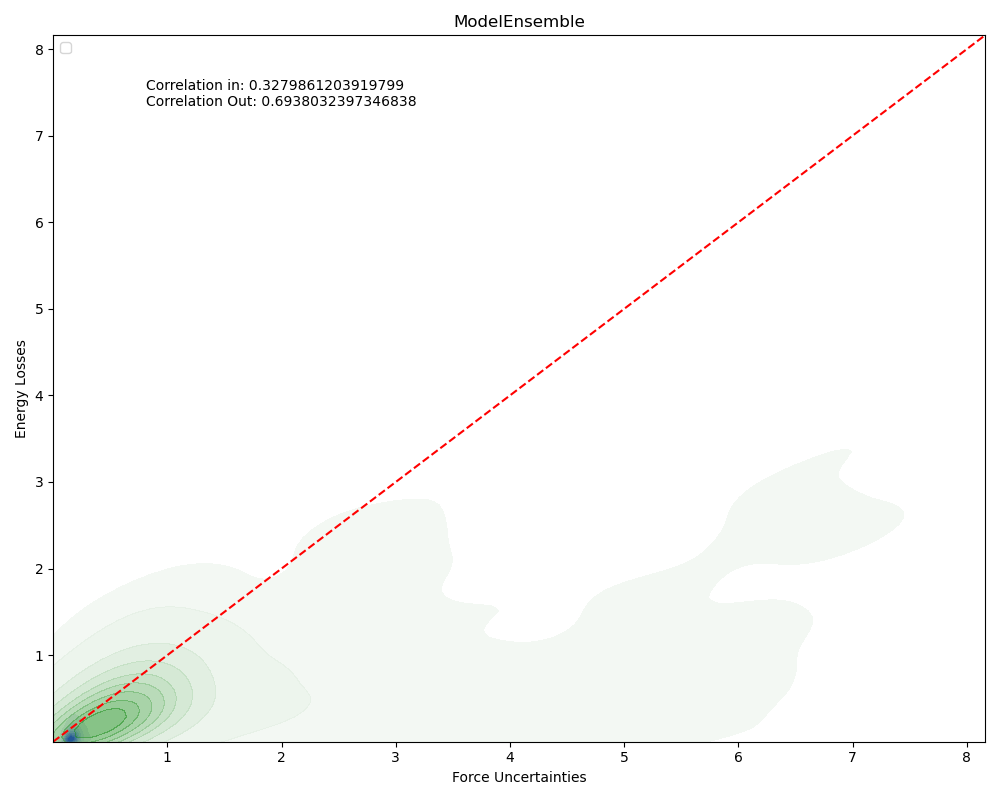 ModelEnsemble
Correlation in: 0.3279861203919799
Correlation Out: 0.6938032397346838
8
7
6
5
4
3
2
1
Energy Losses
1 2 3 4 5 6 7 8
Force Uncertainties